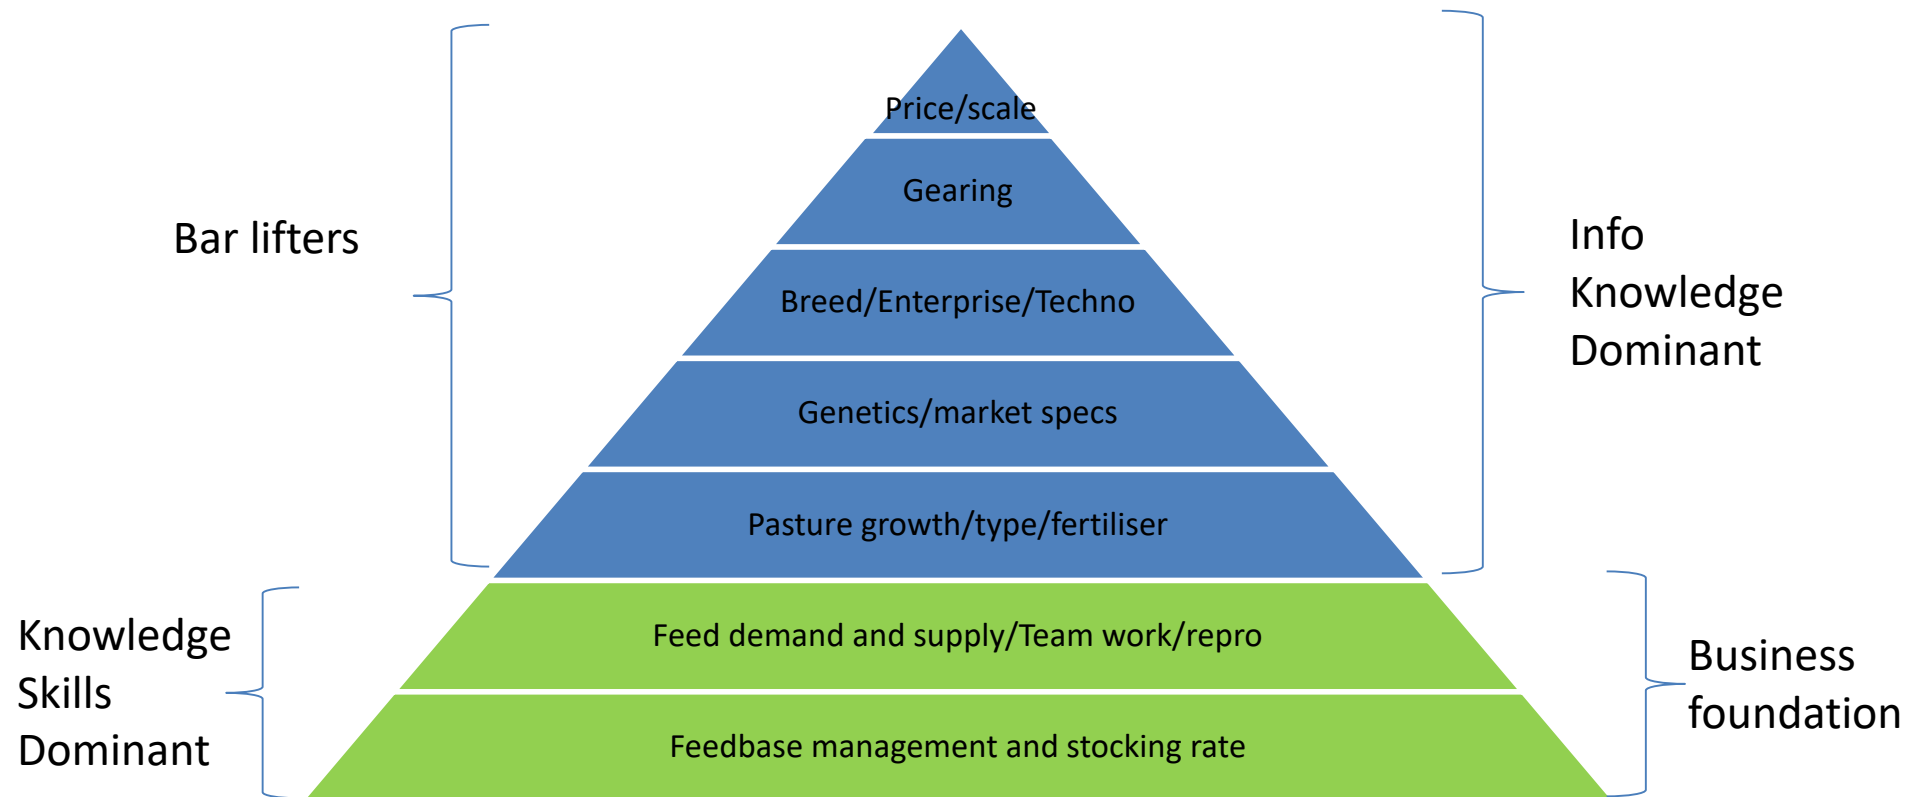 Price/scale
Gearing
Bar lifters
Info
Knowledge
Dominant
Breed/Enterprise/Techno
Genetics/market specs
Pasture growth/type/fertiliser
Knowledge
Skills
Dominant
Feed demand and supply/Team work/repro
Business
foundation
Feedbase management and stocking rate